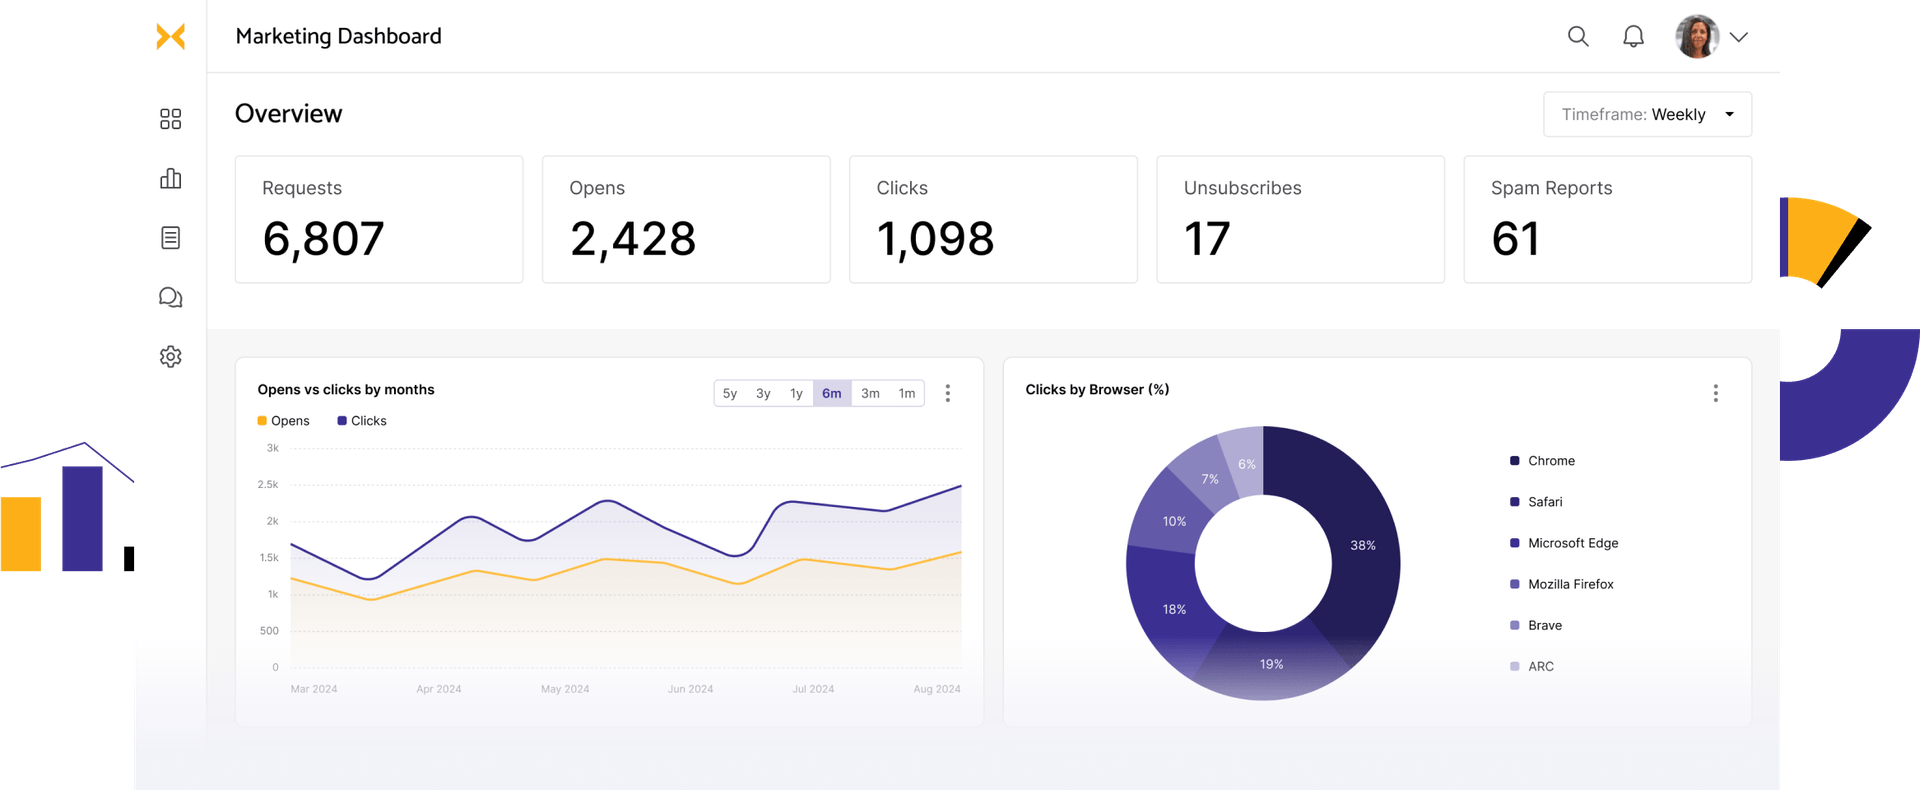 Marketing Dashboard
Overview
Timeframe: Weekly
Requests
6,807
Opens
2,428
Clicks
1,098
Unsubscribes
17
Spam Reports
61
Opens vs clicks by months
5y 3y 1y 6m 3m 1m
Opens Clicks
3k
2.5k
2k
1.5k
1k
500
0
Mar 2024 Apr 2024 May 2024 Jun 2024 Jul 2024 Aug 2024
Clicks by Browser (%)
6%
7%
10%
38%
18%
19%
Chrome
Safari
Microsoft Edge
Mozilla Firefox
Brave
ARC